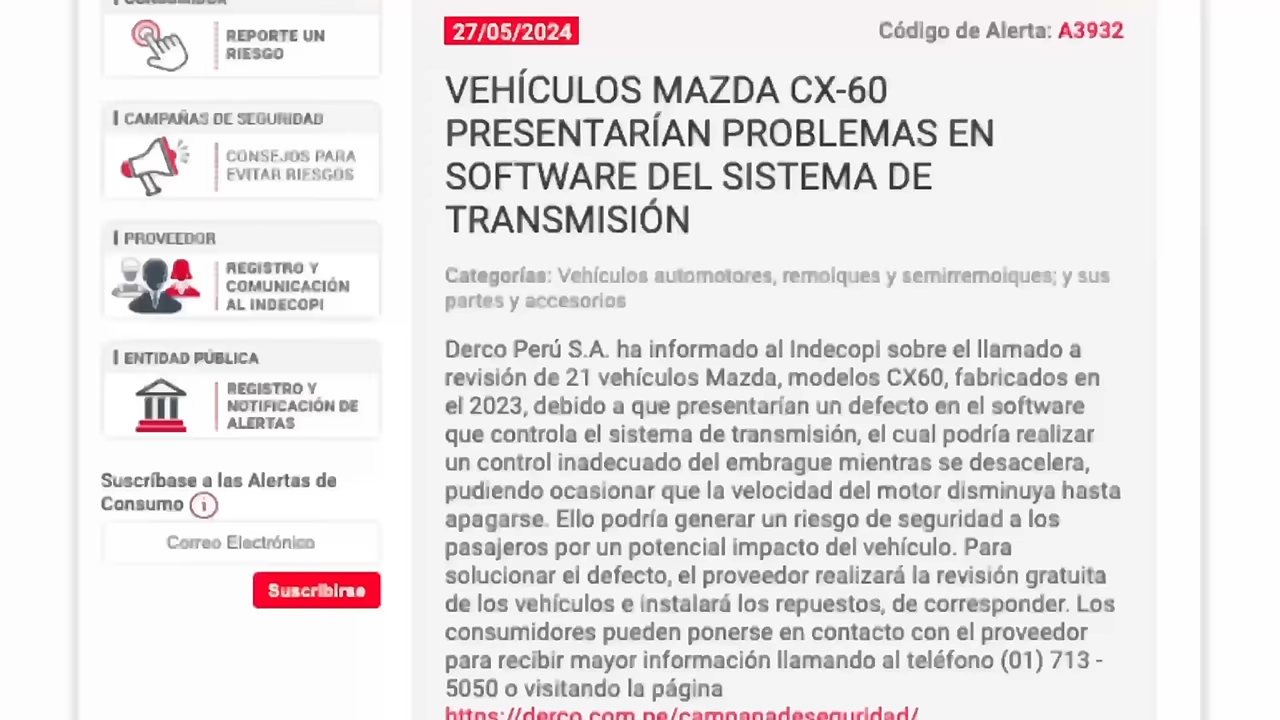 CONSUMIDOR
REPORTE UN
RIESGO
CAMPAÑAS DE SEGURIDAD
CONSEJOS PARA
EVITAR RIESGOS
PROVEEDOR
REGISTRO Y
COMUNICACIÓN
AL INDECOPI
ENTIDAD PÚBLICA
REGISTRO Y
NOTIFICACIÓN DE
ALERTAS
Suscríbase a las Alertas de
Consumo
Correo Electrónico
Suscribirse
27/05/2024
Código de Alerta: A3932
VEHÍCULOS MAZDA CX-60
PRESENTARÍAN PROBLEMAS EN
SOFTWARE DEL SISTEMA DE
TRANSMISIÓN
Categorías: Vehículos automotores, remolques y semirremolques; y sus
partes y accesorios
Derco Perú S.A. ha informado al Indecopi sobre el llamado a
revisión de 21 vehículos Mazda, modelos CX60, fabricados en
el 2023, debido a que presentarían un defecto en el software
que controla el sistema de transmisión, el cual podría realizar
un control inadecuado del embrague mientras se desacelera,
pudiendo ocasionar que la velocidad del motor disminuya hasta
apagarse. Ello podría generar un riesgo de seguridad a los
pasajeros por un potencial impacto del vehículo. Para
solucionar el defecto, el proveedor realizará la revisión gratuita
de los vehículos e instalará los repuestos, de corresponder. Los
consumidores pueden ponerse en contacto con el proveedor
para recibir mayor información llamando al teléfono (01) 713 -
5050 o visitando la página
https://derco.com.pe/campanadeseguridad/